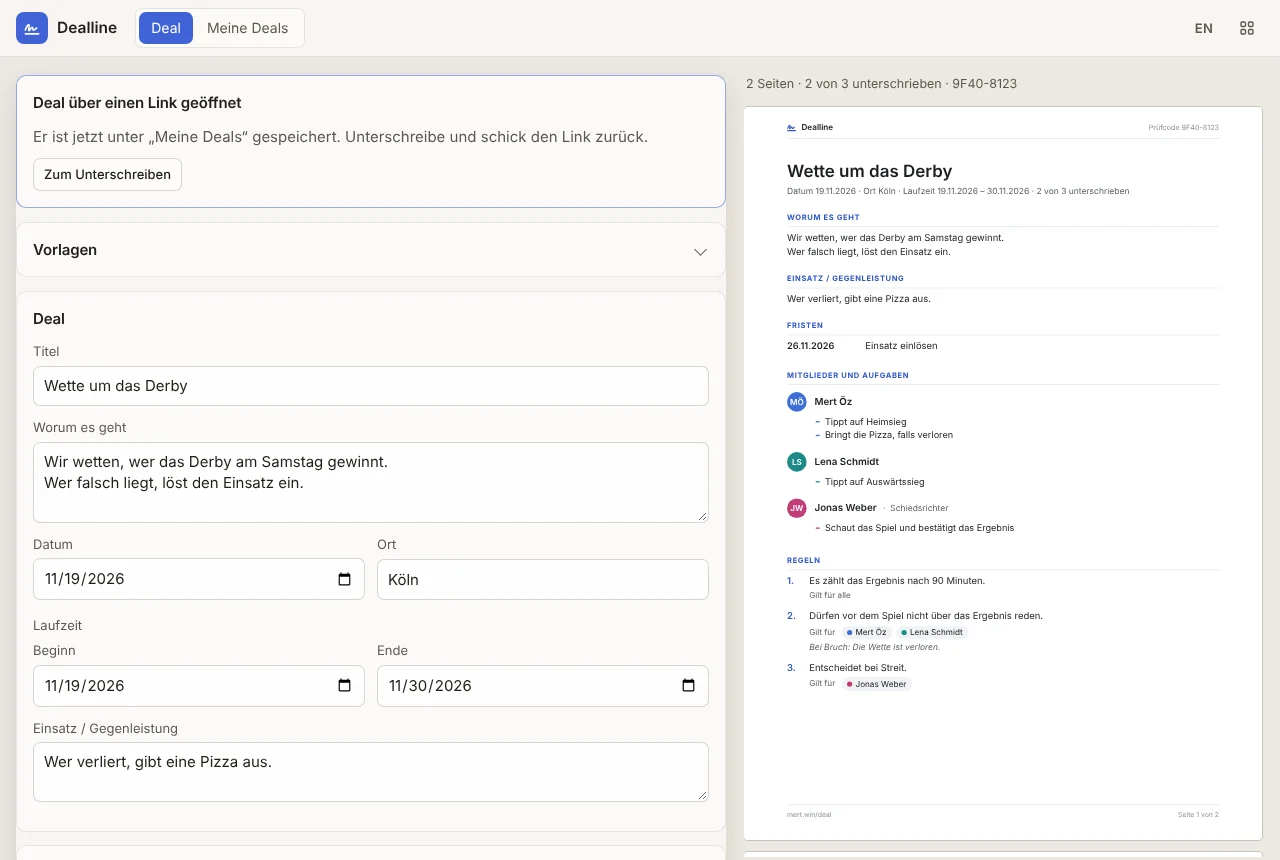 Dealline
Deal
Meine Deals
EN
Deal über einen Link geöffnet
Er ist jetzt unter „Meine Deals“ gespeichert. Unterschreibe und schick den Link zurück.
Zum Unterschreiben
Vorlagen
Deal
Titel
Wette um das Derby
Worum es geht
Wir wetten, wer das Derby am Samstag gewinnt.
Wer falsch liegt, löst den Einsatz ein.
Datum
Ort
11/19/2026
Köln
Laufzeit
Beginn
Ende
11/19/2026
11/30/2026
Einsatz / Gegenleistung
Wer verliert, gibt eine Pizza aus.
2 Seiten · 2 von 3 unterschrieben · 9F40-8123
Dealline
Prüfcode 9F40-8123
Wette um das Derby
Datum 19.11.2026 · Ort Köln · Laufzeit 19.11.2026 – 30.11.2026 · 2 von 3 unterschrieben
WORUM ES GEHT
Wir wetten, wer das Derby am Samstag gewinnt.
Wer falsch liegt, löst den Einsatz ein.
EINSATZ / GEGENLEISTUNG
Wer verliert, gibt eine Pizza aus.
FRISTEN
26.11.2026 Einsatz einlösen
MITGLIEDER UND AUFGABEN
MÖ Mert Öz
– Tippt auf Heimsieg
– Bringt die Pizza, falls verloren
LS Lena Schmidt
– Tippt auf Auswärtssieg
JW Jonas Weber · Schiedsrichter
– Schaut das Spiel und bestätigt das Ergebnis
REGELN
1. Es zählt das Ergebnis nach 90 Minuten.
Gilt für alle
2. Dürfen vor dem Spiel nicht über das Ergebnis reden.
Gilt für Mert Öz Lena Schmidt
Bei Bruch: Die Wette ist verloren.
3. Entscheidet bei Streit.
Gilt für Jonas Weber
mert.win/deal
Seite 1 von 2